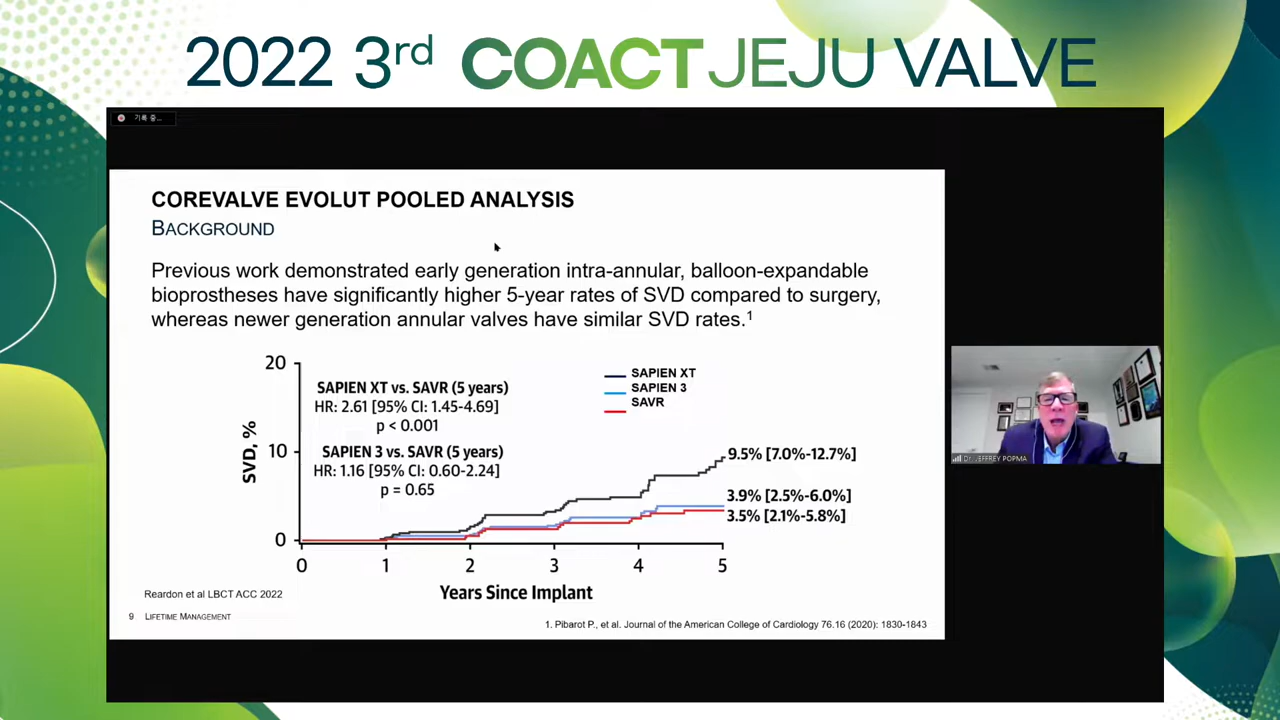 2022 3rd COACT JEJU VALVE
기록 중...
COREVALVE EVOLUT POOLED ANALYSIS
BACKGROUND
Previous work demonstrated early generation intra-annular, balloon-expandable
bioprostheses have significantly higher 5-year rates of SVD compared to surgery,
whereas newer generation annular valves have similar SVD rates.1
20
10
0
SVD, %
SAPIEN XT vs. SAVR (5 years)
HR: 2.61 [95% CI: 1.45-4.69]
p < 0.001
SAPIEN 3 vs. SAVR (5 years)
HR: 1.16 [95% CI: 0.60-2.24]
p = 0.65
SAPIEN XT
SAPIEN 3
SAVR
9.5% [7.0%-12.7%]
3.9% [2.5%-6.0%]
3.5% [2.1%-5.8%]
0 1 2 3 4 5
Years Since Implant
Reardon et al LBCT ACC 2022
9 LIFETIME MANAGEMENT
1. Pibarot P., et al. Journal of the American College of Cardiology 76.16 (2020): 1830-1843
Dr. JEFFREY POPMA